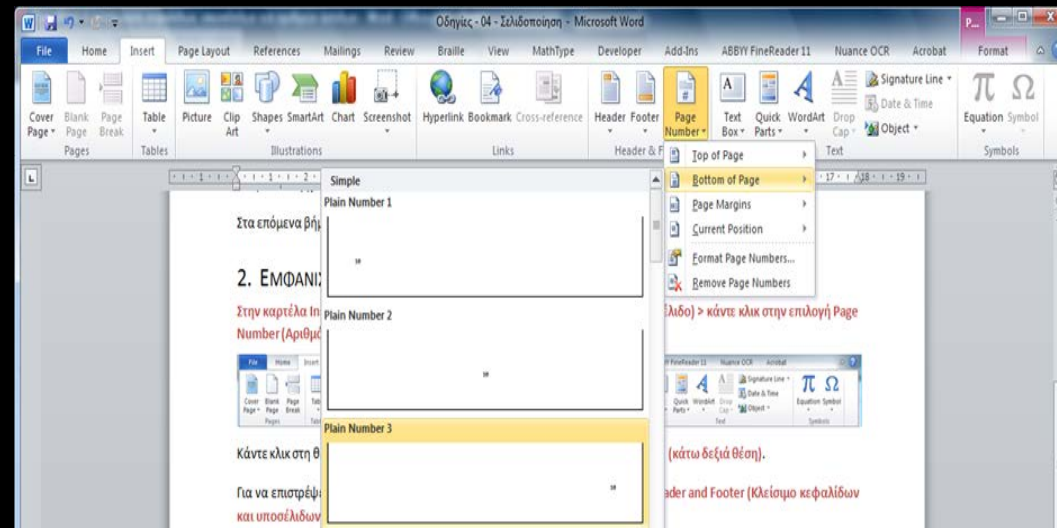 Οδηγίες - 04 - Σελιδοποίηση - Microsoft Word
P...
File Home Insert Page Layout References Mailings Review Braille View MathType Developer Add-Ins ABBYY FineReader 11 Nuance OCR Acrobat Format
Cover Page Blank Page Page Break Table Picture Clip Art Shapes SmartArt Chart Screenshot Hyperlink Bookmark Cross-reference Header Footer Page Number Text Box Quick Parts WordArt Drop Cap Signature Line Date & Time Object Equation Symbol
Pages Tables Illustrations Links Header & F Text Symbols
Top of Page
Bottom of Page
Page Margins
Current Position
Format Page Numbers...
Remove Page Numbers
Simple
Plain Number 1
Plain Number 2
Plain Number 3
Στα επόμενα βήμ
2. ΕΜΦΑΝΙΣ
Στην καρτέλα In έλιδο) > κάντε κλικ στην επιλογή Page
Number (Αριθμό
Κάντε κλικ στη θ (κάτω δεξιά θέση).
Για να επιστρέψε ader and Footer (Κλείσιμο κεφαλίδων
και υποσέλιδων